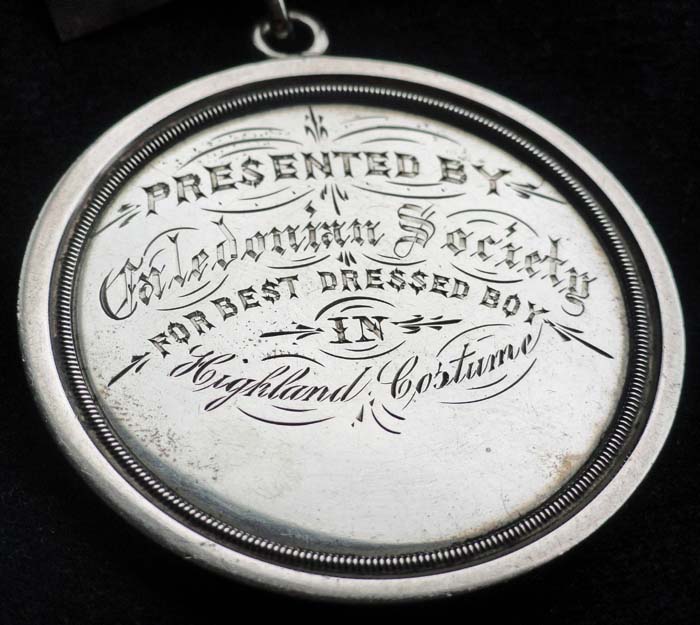 PRESENTED BY
Caledonian Society
FOR BEST DRESSED BOY
IN
Highland Costume